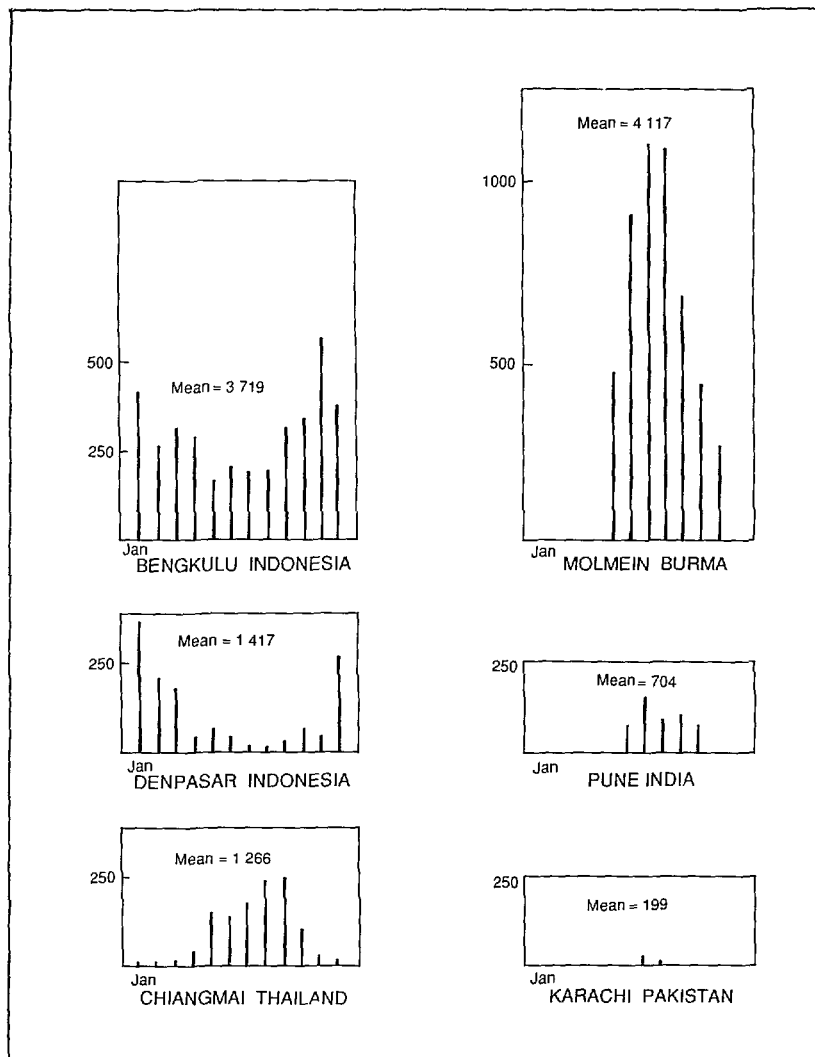 Mean = 3 719
500
250
Jan
BENGKULU INDONESIA
Mean = 4 117
1000
500
Jan
MOLMEIN BURMA
Mean = 1 417
250
Jan
DENPASAR INDONESIA
250
Mean = 704
Jan
PUNE INDIA
Mean = 1 266
250
Jan
CHIANGMAI THAILAND
250
Mean = 199
Jan
KARACHI PAKISTAN